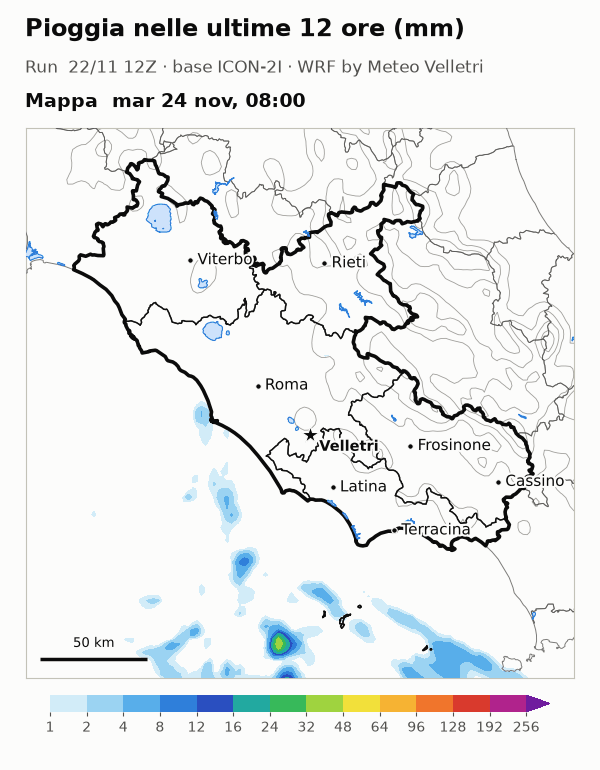 Pioggia nelle ultime 12 ore (mm)
Run 22/11 12Z · base ICON-2I · WRF by Meteo Velletri
Mappa mar 24 nov, 08:00
Viterbo
Rieti
Roma
Velletri
Frosinone
Latina
Cassino
Terracina
50 km
1 2 4 8 12 16 24 32 48 64 96 128 192 256